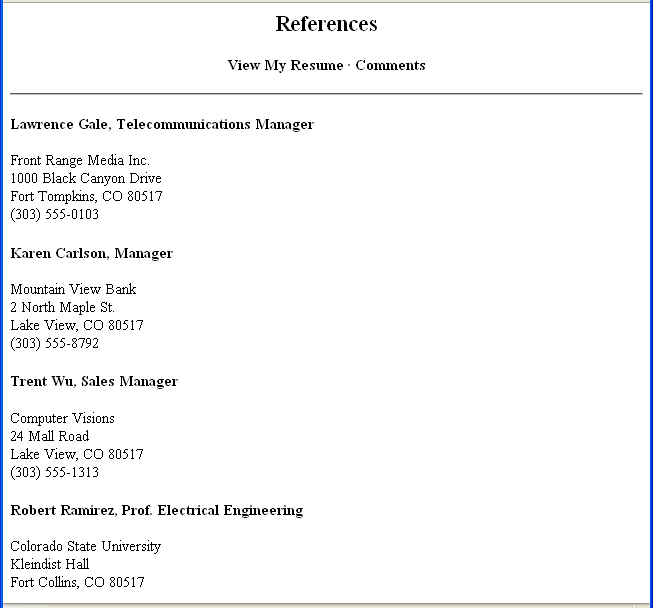 References
View My Resume · Comments
Lawrence Gale, Telecommunications Manager
Front Range Media Inc.
1000 Black Canyon Drive
Fort Tompkins, CO 80517
(303) 555-0103
Karen Carlson, Manager
Mountain View Bank
2 North Maple St.
Lake View, CO 80517
(303) 555-8792
Trent Wu, Sales Manager
Computer Visions
24 Mall Road
Lake View, CO 80517
(303) 555-1313
Robert Ramirez, Prof. Electrical Engineering
Colorado State University
Kleindist Hall
Fort Collins, CO 80517